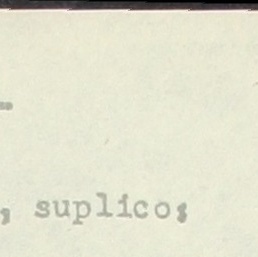 -
, suplico;